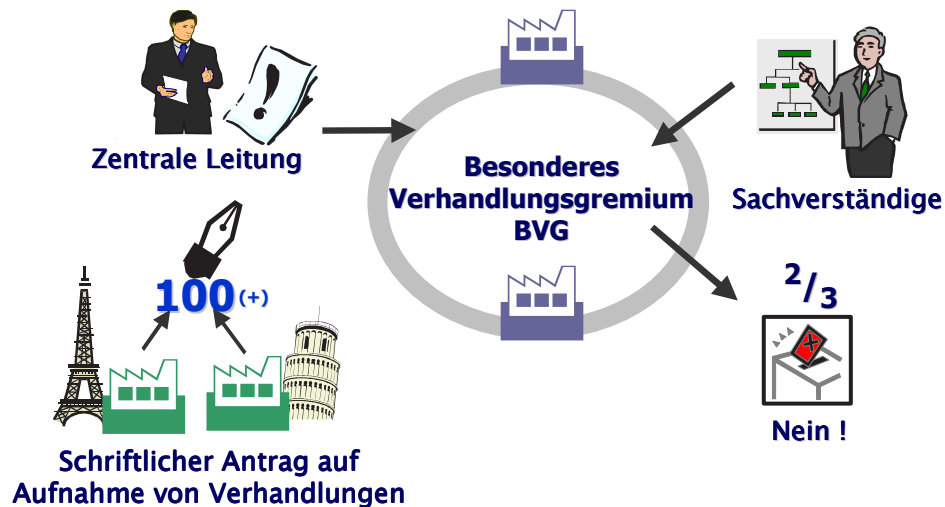 Zentrale Leitung
Besonderes
Verhandlungsgremium
BVG
Sachverständige
100 (+)
2/3
Nein !
Schriftlicher Antrag auf
Aufnahme von Verhandlungen